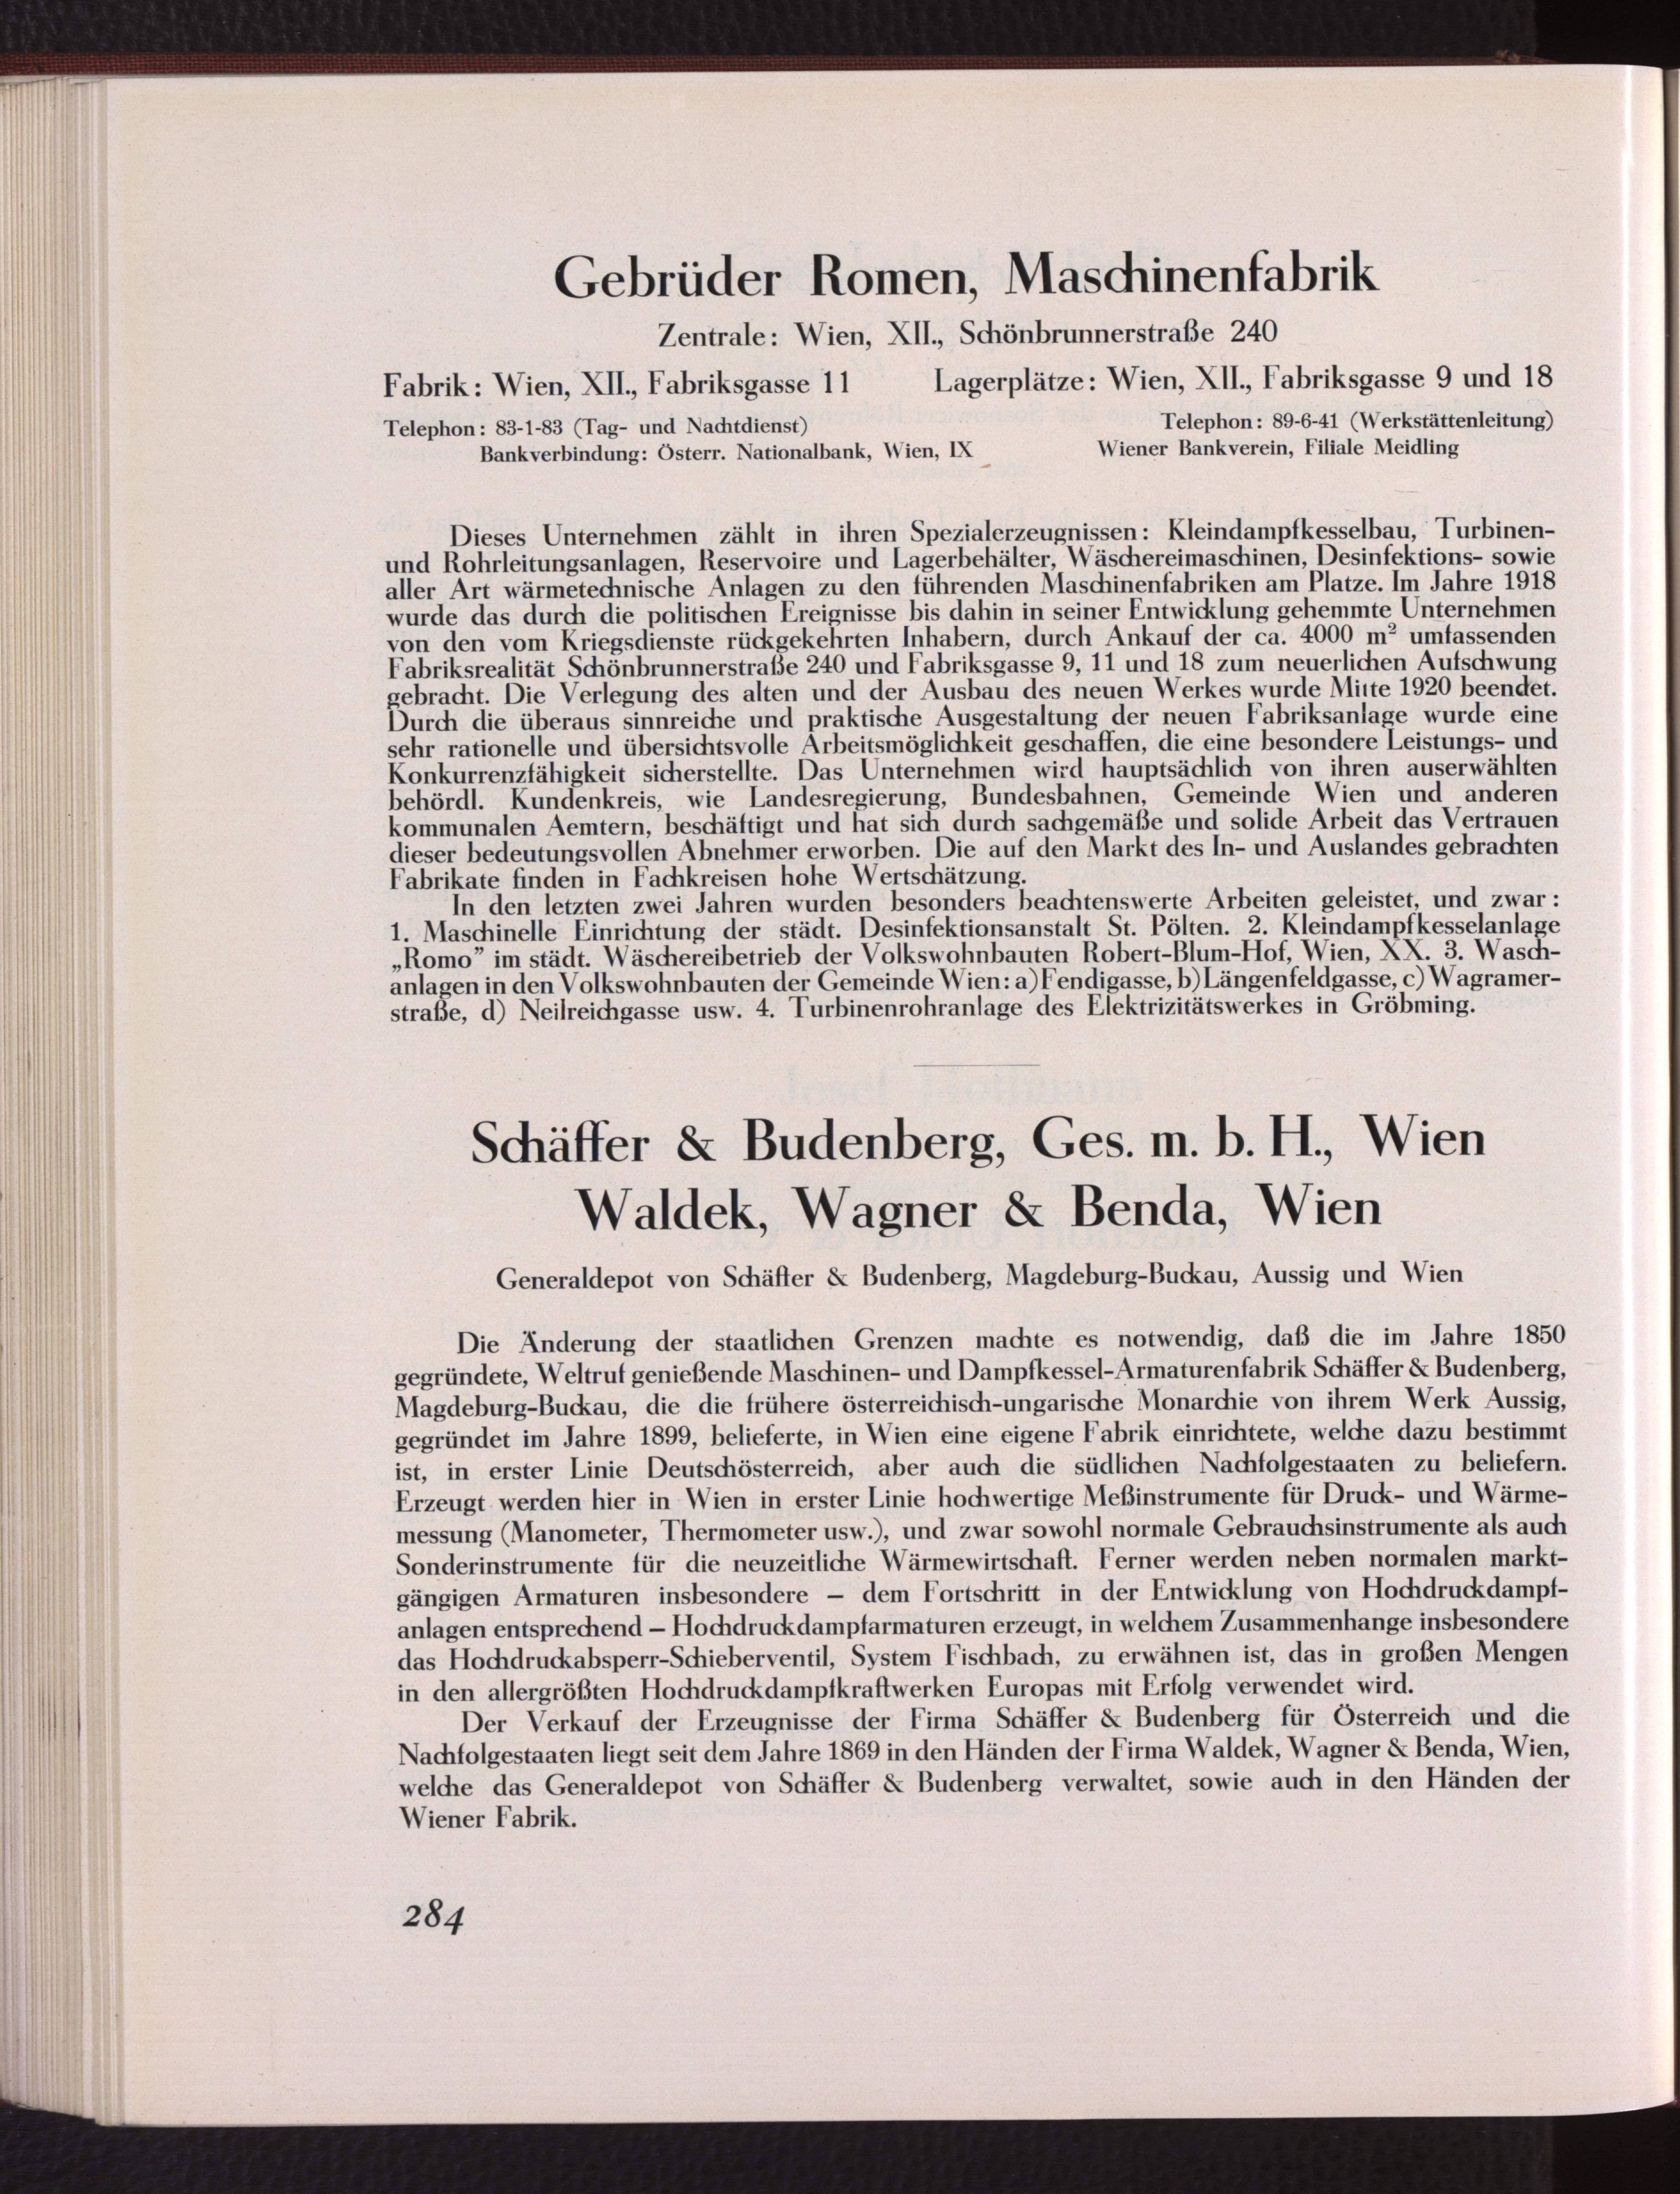 Gebrüder Romen, Maschinenfabrik
Zentrale: Wien, XII., Schönbrunnerstraße 240
Fabrik: Wien, XII., Fabriksgasse 11 Lagerplätze: Wien, XII., Fabriksgasse 9 und 18
Telephon: 83-1-83 (Tag- und Nachtdienst) Telephon: 89-6-41 (Werkstättenleitung)
Bankverbindung: Österr. Nationalbank, Wien, IX Wiener Bankverein, Filiale Meidling
Dieses Unternehmen zählt in ihren Spezialerzeugnissen: Kleindampfkesselbau, Turbinen-
und Rohrleitungsanlagen, Reservoire und Lagerbehälter, Wäschereimaschinen, Desinfektions- sowie
aller Art wärmetechnische Anlagen zu den führenden Maschinenfabriken am Platze. Im Jahre 1918
wurde das durch die politischen Ereignisse bis dahin in seiner Entwicklung gehemmte Unternehmen
von den vom Kriegsdienste rückgekehrten Inhabern, durch Ankauf der ca. 4000 m² umfassenden
Fabriksrealität Schönbrunnerstraße 240 und Fabriksgasse 9, 11 und 18 zum neuerlichen Aufschwung
gebracht. Die Verlegung des alten und der Ausbau des neuen Werkes wurde Mitte 1920 beendet.
Durch die überaus sinnreiche und praktische Ausgestaltung der neuen Fabriksanlage wurde eine
sehr rationelle und übersichtsvolle Arbeitsmöglichkeit geschaffen, die eine besondere Leistungs- und
Konkurrenzfähigkeit sicherstellte. Das Unternehmen wird hauptsächlich von ihren auserwählten
behördl. Kundenkreis, wie Landesregierung, Bundesbahnen, Gemeinde Wien und anderen
kommunalen Aemtern, beschäftigt und hat sich durch sachgemäße und solide Arbeit das Vertrauen
dieser bedeutungsvollen Abnehmer erworben. Die auf den Markt des In- und Auslandes gebrachten
Fabrikate finden in Fachkreisen hohe Wertschätzung.
In den letzten zwei Jahren wurden besonders beachtenswerte Arbeiten geleistet, und zwar:
1. Maschinelle Einrichtung der städt. Desinfektionsanstalt St. Pölten. 2. Kleindampfkesselanlage
„Romo” im städt. Wäschereibetrieb der Volkswohnbauten Robert-Blum-Hof, Wien, XX. 3. Wasch-
anlagen in den Volkswohnbauten der Gemeinde Wien: a) Fendigasse, b) Längenfeldgasse, c) Wagramer-
straße, d) Neilreichgasse usw. 4. Turbinenrohranlage des Elektrizitätswerkes in Gröbming.
Schäffer & Budenberg, Ges. m. b. H., Wien
Waldek, Wagner & Benda, Wien
Generaldepot von Schäffer & Budenberg, Magdeburg-Buckau, Aussig und Wien
Die Änderung der staatlichen Grenzen machte es notwendig, daß die im Jahre 1850
gegründete, Weltruf genießende Maschinen- und Dampfkessel-Armaturenfabrik Schäffer & Budenberg,
Magdeburg-Buckau, die die frühere österreichisch-ungarische Monarchie von ihrem Werk Aussig,
gegründet im Jahre 1899, belieferte, in Wien eine eigene Fabrik einrichtete, welche dazu bestimmt
ist, in erster Linie Deutschösterreich, aber auch die südlichen Nachfolgestaaten zu beliefern.
Erzeugt werden hier in Wien in erster Linie hochwertige Meßinstrumente für Druck- und Wärme-
messung (Manometer, Thermometer usw.), und zwar sowohl normale Gebrauchsinstrumente als auch
Sonderinstrumente für die neuzeitliche Wärmewirtschaft. Ferner werden neben normalen markt-
gängigen Armaturen insbesondere – dem Fortschritt in der Entwicklung von Hochdruckdampf-
anlagen entsprechend – Hochdruckdampfarmaturen erzeugt, in welchem Zusammenhange insbesondere
das Hochdruckabsperr-Schieberventil, System Fischbach, zu erwähnen ist, das in großen Mengen
in den allergrößten Hochdruckdampfkraftwerken Europas mit Erfolg verwendet wird.
Der Verkauf der Erzeugnisse der Firma Schäffer & Budenberg für Österreich und die
Nachfolgestaaten liegt seit dem Jahre 1869 in den Händen der Firma Waldek, Wagner & Benda, Wien,
welche das Generaldepot von Schäffer & Budenberg verwaltet, sowie auch in den Händen der
Wiener Fabrik.
284